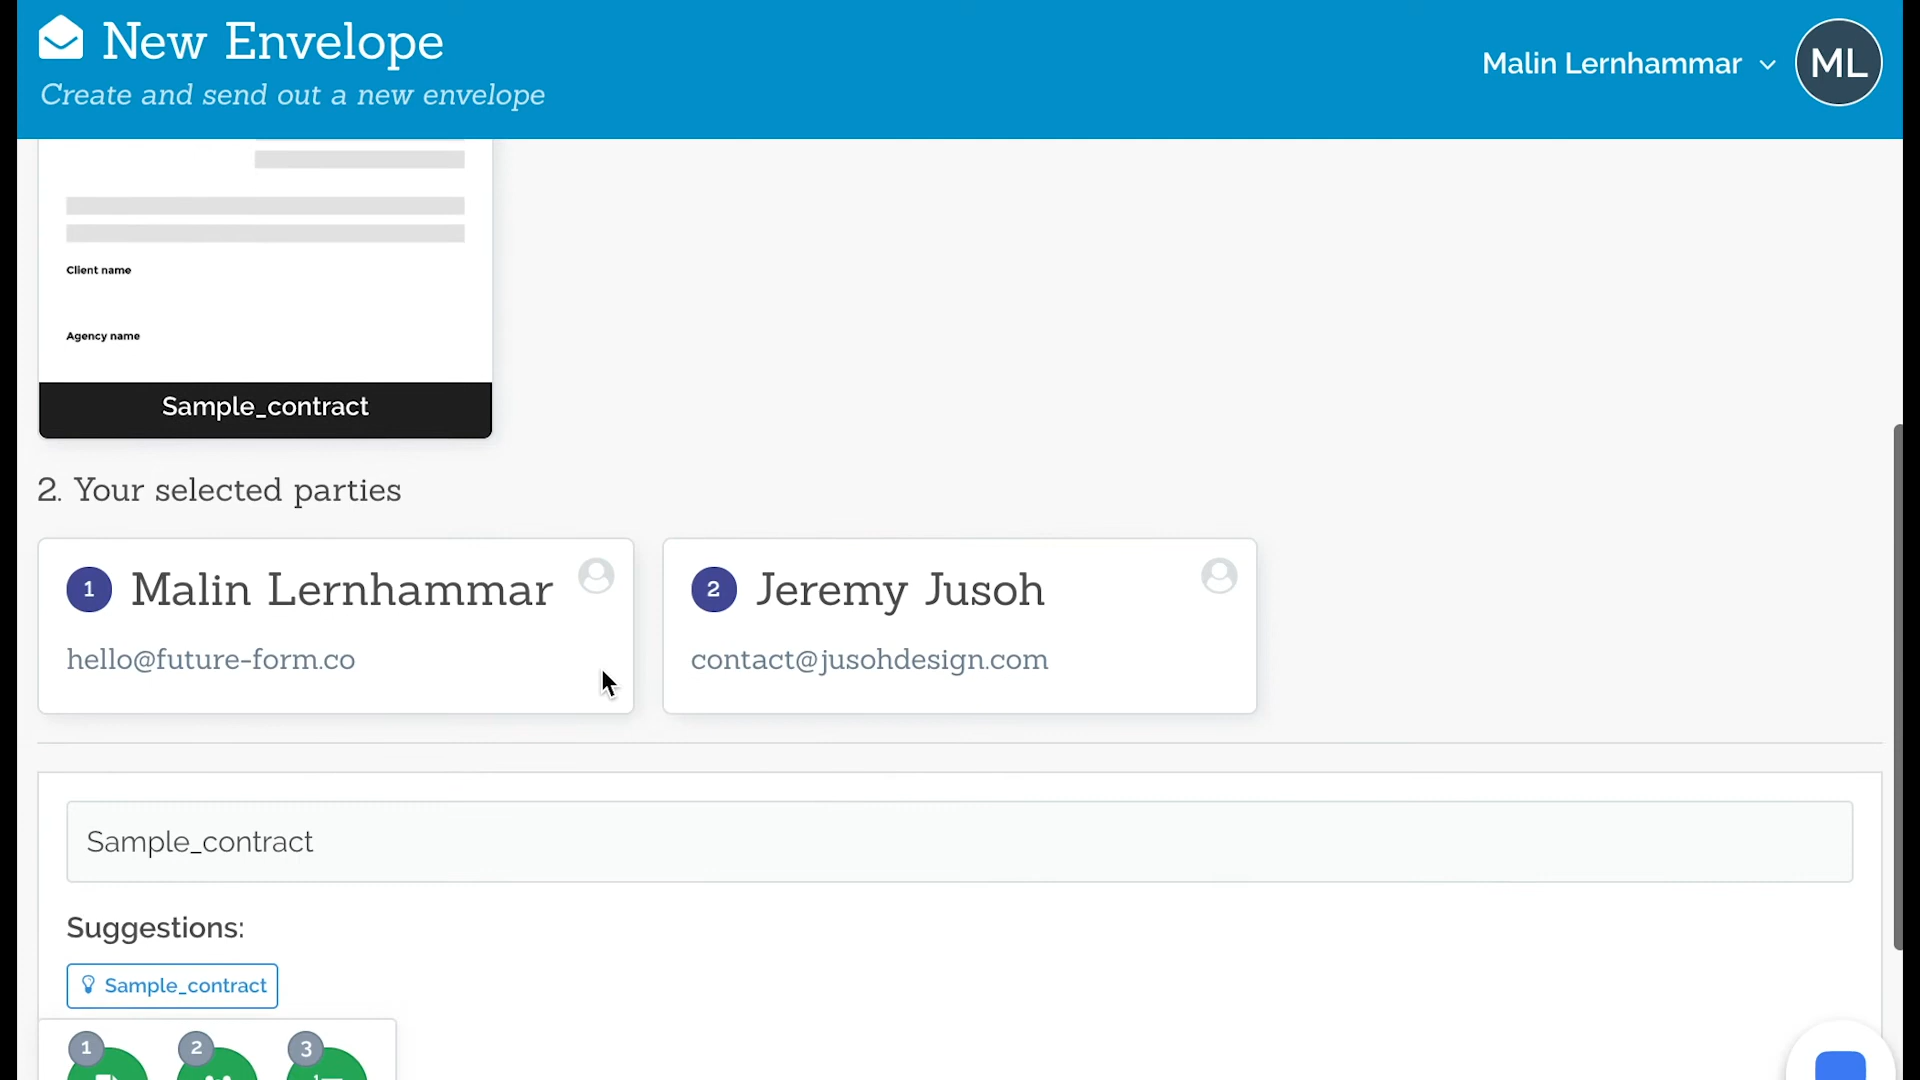 New Envelope
Create and send out a new envelope
Malin Lernhammar
ML
Client name
Agency name
Sample_contract
2. Your selected parties
1 Malin Lernhammar
hello@future-form.co
2 Jeremy Jusoh
contact@jusohdesign.com
Sample_contract
Suggestions:
Sample_contract
1 2 3